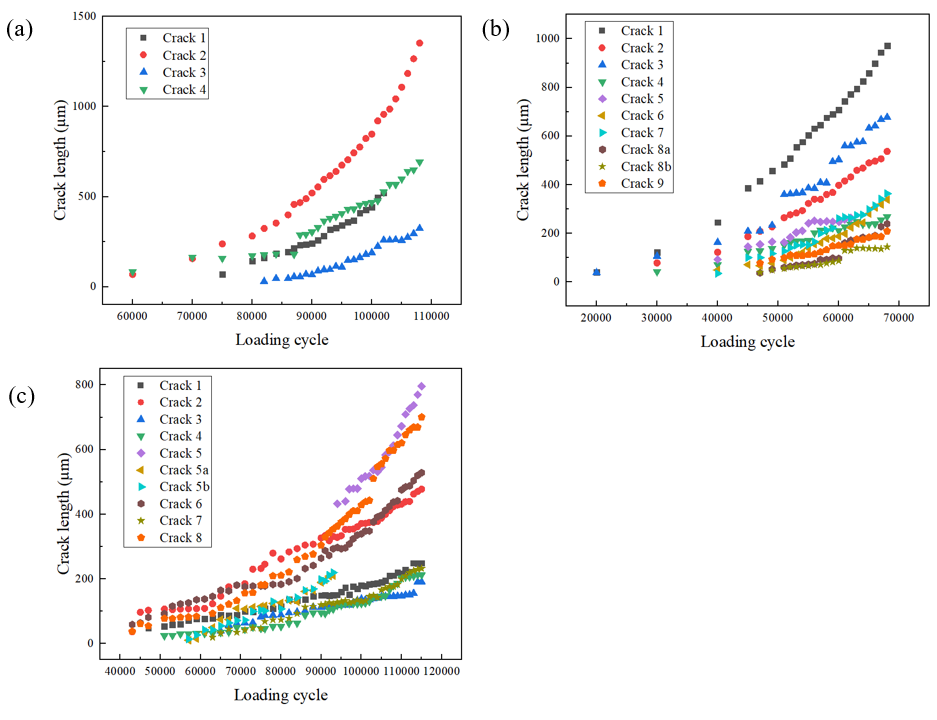 (a)
1500
1000
500
0
60000 70000 80000 90000 100000 110000
Crack length (μm)
Loading cycle
Crack 1
Crack 2
Crack 3
Crack 4
(b)
1000
800
600
400
200
0
20000 30000 40000 50000 60000 70000
Crack length (μm)
Loading cycle
Crack 1
Crack 2
Crack 3
Crack 4
Crack 5
Crack 6
Crack 7
Crack 8a
Crack 8b
Crack 9
(c)
800
600
400
200
0
40000 50000 60000 70000 80000 90000 100000 110000 120000
Crack length (μm)
Loading cycle
Crack 1
Crack 2
Crack 3
Crack 4
Crack 5
Crack 5a
Crack 5b
Crack 6
Crack 7
Crack 8